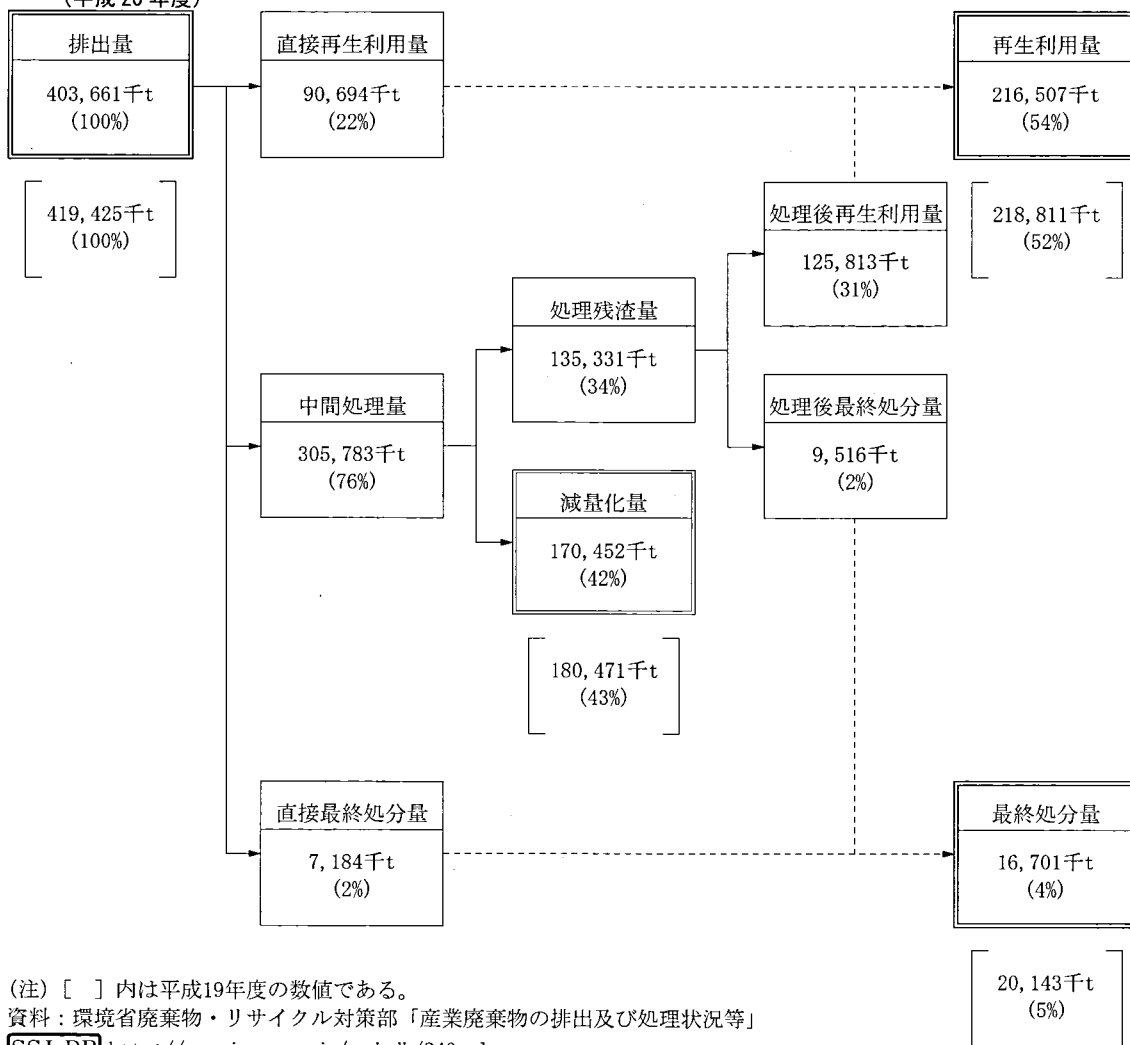 (平成20年度)
排出量
403,661千t
(100%)
419,425千t
(100%)
直接再生利用量
90,694千t
(22%)
再生利用量
216,507千t
(54%)
218,811千t
(52%)
処理後再生利用量
125,813千t
(31%)
処理残渣量
135,331千t
(34%)
中間処理量
305,783千t
(76%)
処理後最終処分量
9,516千t
(2%)
減量化量
170,452千t
(42%)
180,471千t
(43%)
直接最終処分量
7,184千t
(2%)
最終処分量
16,701千t
(4%)
20,143千t
(5%)
(注)[ ]内は平成19年度の数値である。
資料：環境省廃棄物・リサイクル対策部「産業廃棄物の排出及び処理状況等」